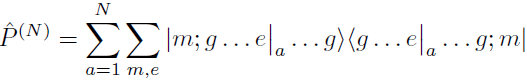 $\hat{P}^{(N)} = \sum_{a=1}^{N} \sum_{m,e} |m; g \ldots e|_a \ldots g\rangle\langle g \ldots e|_a \ldots g; m|$